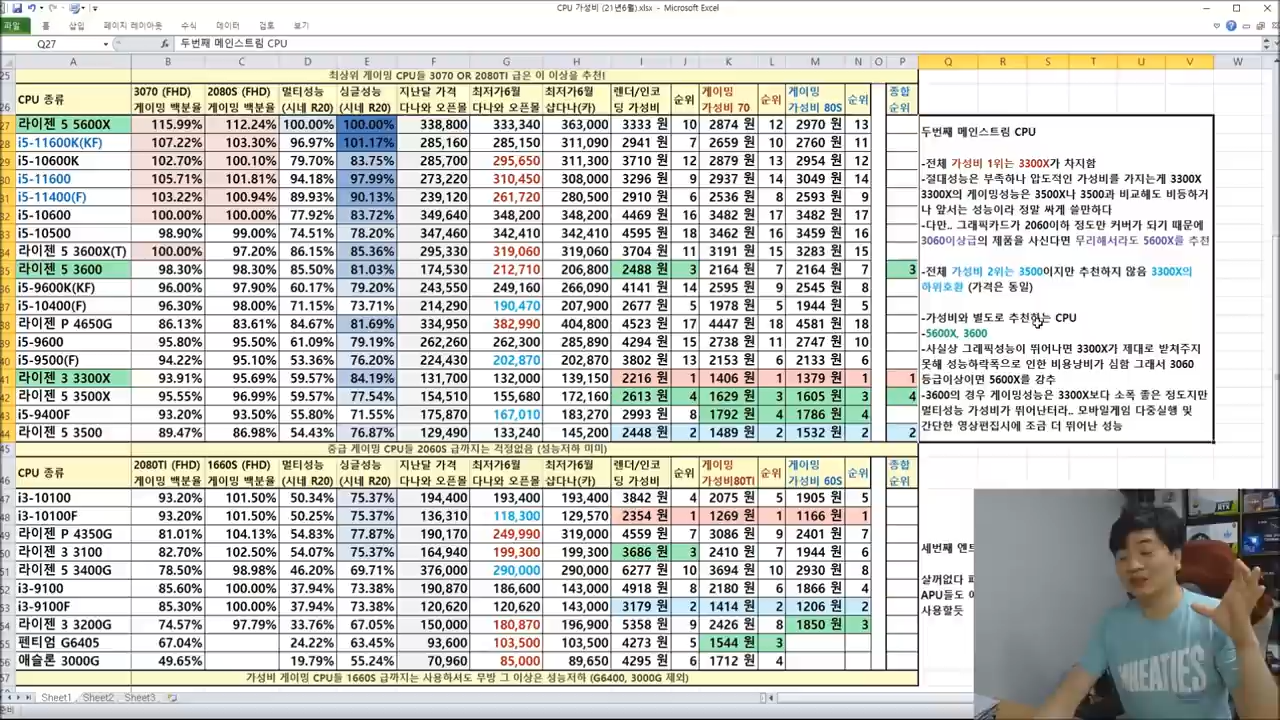 CPU 가성비 (21년6월).xlsx - Microsoft Excel
파일 홈 삽입 페이지 레이아웃 수식 데이터 검토 보기
Q27 fx 두번째 메인스트림 CPU
A B C D E F G H I J K L M N O P Q R S T U V W
25 최상위 게이밍 CPU들 3070 OR 2080TI 급은 이 이상을 추천!
CPU 종류 3070 (FHD) 게이밍 백분율 2080S (FHD) 게이밍 백분율 멀티성능 (시네 R20) 싱글성능 (시네 R20) 지난달 가격 다나와 오픈몰 최저가6월 다나와 오픈몰 최저가6월 샵다나(카) 렌더/인코딩 가성비 순위 게이밍 가성비 70 순위 게이밍 가성비 80S 순위 종합 순위
라이젠 5 5600X 115.99% 112.24% 100.00% 100.00% 338,800 333,340 363,000 3333 원 10 2874 원 12 2970 원 13
i5-11600K(KF) 107.22% 103.30% 96.97% 101.17% 285,160 285,150 311,090 2941 원 7 2659 원 10 2760 원 11
i5-10600K 102.70% 100.10% 79.70% 83.75% 285,700 295,650 311,300 3710 원 12 2879 원 13 2954 원 12
i5-11600 105.71% 101.81% 94.18% 97.99% 273,220 310,450 308,260 3296 원 9 2937 원 14 3049 원 14
i5-11400(F) 103.22% 100.94% 89.93% 90.13% 239,120 261,720 281,550 2910 원 6 2536 원 8 2593 원 9
i5-10600 100.00% 100.00% 77.92% 83.72% 349,640 348,200 348,200 4469 원 16 3482 원 16 3482 원 17
i5-10500 98.90% 99.00% 74.51% 78.20% 347,460 342,410 342,410 4595 원 18 3462 원 16 3459 원 16
라이젠 5 3600X(T) 100.00% 97.20% 86.15% 85.36% 295,330 319,060 319,060 3704 원 11 3191 원 15 3283 원 15
라이젠 5 3600 98.30% 98.30% 85.50% 81.03% 174,530 212,710 206,800 2488 원 3 2164 원 7 2164 원 7 3
i5-9600K(KF) 96.00% 97.90% 60.17% 79.20% 243,550 249,160 266,090 4141 원 14 2595 원 9 2545 원 8
i5-10400(F) 96.30% 98.00% 71.15% 73.71% 214,290 190,470 207,900 2677 원 5 1978 원 5 1944 원 5
라이젠 P 4650G 86.13% 83.61% 84.67% 81.69% 334,950 382,990 404,800 4523 원 17 4447 원 18 4581 원 18
i5-9600 95.80% 95.50% 61.09% 79.19% 262,260 262,300 285,890 4294 원 15 2738 원 11 2747 원 10
i5-9500(F) 94.22% 95.10% 53.36% 76.20% 224,430 202,870 202,870 3802 원 13 2153 원 6 2133 원 6
라이젠 3 3300X 93.91% 95.69% 59.57% 84.19% 131,700 132,000 139,150 2216 원 1 1406 원 1 1379 원 1 1
라이젠 5 3500X 95.55% 96.99% 59.57% 77.54% 154,510 155,660 174,900 2613 원 4 1629 원 3 1605 원 3 4
i5-9400F 93.20% 93.50% 55.80% 71.55% 175,870 167,010 183,270 2993 원 8 1792 원 4 1786 원 4
라이젠 5 3500 89.47% 86.98% 54.43% 76.87% 129,490 133,240 145,200 2448 원 2 1489 원 2 1532 원 2 2
중급 게이밍 CPU들 2060S 급까지는 걱정없음 (성능저하 미미)
CPU 종류 2080TI (FHD) 게이밍 백분율 1660S (FHD) 게이밍 백분율 멀티성능 (시네 R20) 싱글성능 (시네 R20) 지난달 가격 다나와 오픈몰 최저가6월 다나와 오픈몰 최저가6월 샵다나(카) 렌더/인코딩 가성비 순위 게이밍 가성비80TI 순위 게이밍 가성비 60S 순위 종합 순위
i3-10100 93.20% 101.50% 50.34% 75.37% 194,400 193,400 193,400 3842 원 4 2075 원 5 1905 원 5
i3-10100F 93.20% 101.50% 50.25% 75.37% 136,310 118,300 129,570 2354 원 1 1269 원 1 1166 원 1
라이젠 P 4350G 81.01% 104.13% 54.83% 77.87% 190,170 249,990 319,000 4559 원 7 3086 원 9 2401 원 7
라이젠 3 3100 82.70% 102.50% 54.07% 75.37% 164,940 199,300 199,300 3686 원 3 2410 원 7 1944 원 6
라이젠 5 3400G 78.50% 98.98% 46.20% 69.71% 376,000 290,000 290,000 6277 원 10 3694 원 10 2930 원 8
i3-9100 85.60% 100.00% 37.94% 73.38% 190,870 186,600 143,000 4918 원 8 2180 원 6 1866 원 4
i3-9100F 85.30% 100.00% 37.94% 73.38% 120,620 120,620 143,000 3179 원 2 1414 원 2 1206 원 2
라이젠 3 3200G 74.57% 97.79% 33.76% 67.05% 150,000 180,870 196,900 5358 원 9 2426 원 8 1850 원 3
펜티엄 G6405 67.04% 24.22% 63.45% 93,600 103,500 103,500 4273 원 5 1544 원 3
애슬론 3000G 49.65% 19.79% 55.24% 70,960 85,000 89,650 4295 원 6 1712 원 4
가성비 게이밍 CPU들 1660S 급까지는 사용하셔도 무방 그 이상은 성능저하 (G6400, 3000G 제외)
두번째 메인스트림 CPU
-전체 가성비 1위는 3300X가 차지함
-절대성능은 부족하나 압도적인 가성비를 가지는게 3300X
3300X의 게이밍성능은 3500X나 3500과 비교해도 비등하거
나 앞서는 성능이라 정말 싸게 쓸만하다
-다만.. 그래픽카드가 2060이하 정도만 커버가 되기 때문에
3060이상급의 제품을 사신다면 무리해서라도 5600X를 추천
-전체 가성비 2위는 3500이지만 추천하지 않음 3300X의
하위호환 (가격은 동일)
-가성비와 별도로 추천하는 CPU
-5600X, 3600
-사실상 그래픽성능이 뛰어나면 3300X가 제대로 받쳐주지
못해 성능하락폭으로 인한 비용낭비가 심함 그래서 3060
등급이상이면 5600X를 강추
-3600의 경우 게이밍성능은 3300X보다 소폭 좋은 정도지만
멀티성능 가성비가 뛰어난터라.. 모바일게임 다중실행 및
간단한 영상편집시에 조금 더 뛰어난 성능
세번째 엔트
살꺼없다
APU들도
사용할듯
WHEATIES
Sheet1 Sheet2 Sheet3
준비